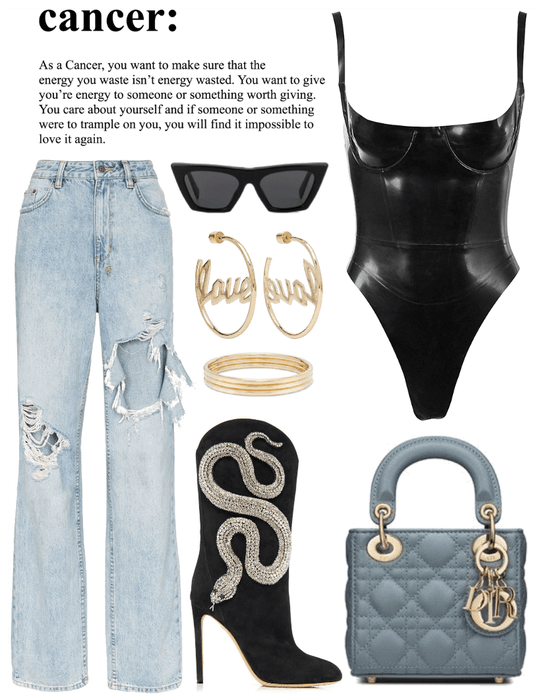 cancer:
As a Cancer, you want to make sure that the
energy you waste isn't energy wasted. You want to give
you're energy to someone or something worth giving.
You care about yourself and if someone or something
were to trample on you, you will find it impossible to
love it again.
love
love
DIOR